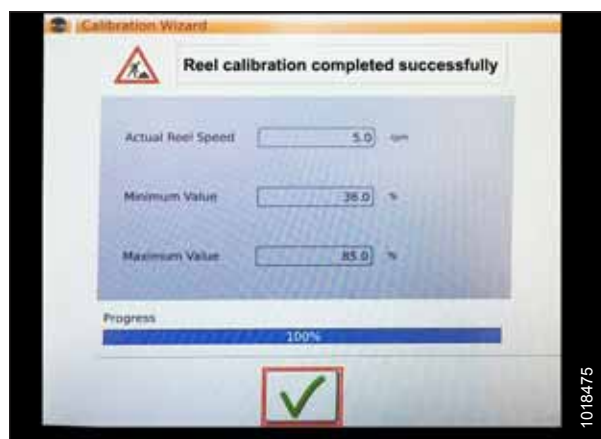 Calibration Wizard
Reel calibration completed successfully
Actual Reel Speed 5.0 rpm
Minimum Value 36.0 %
Maximum Value 85.0 %
Progress
100%
1018475